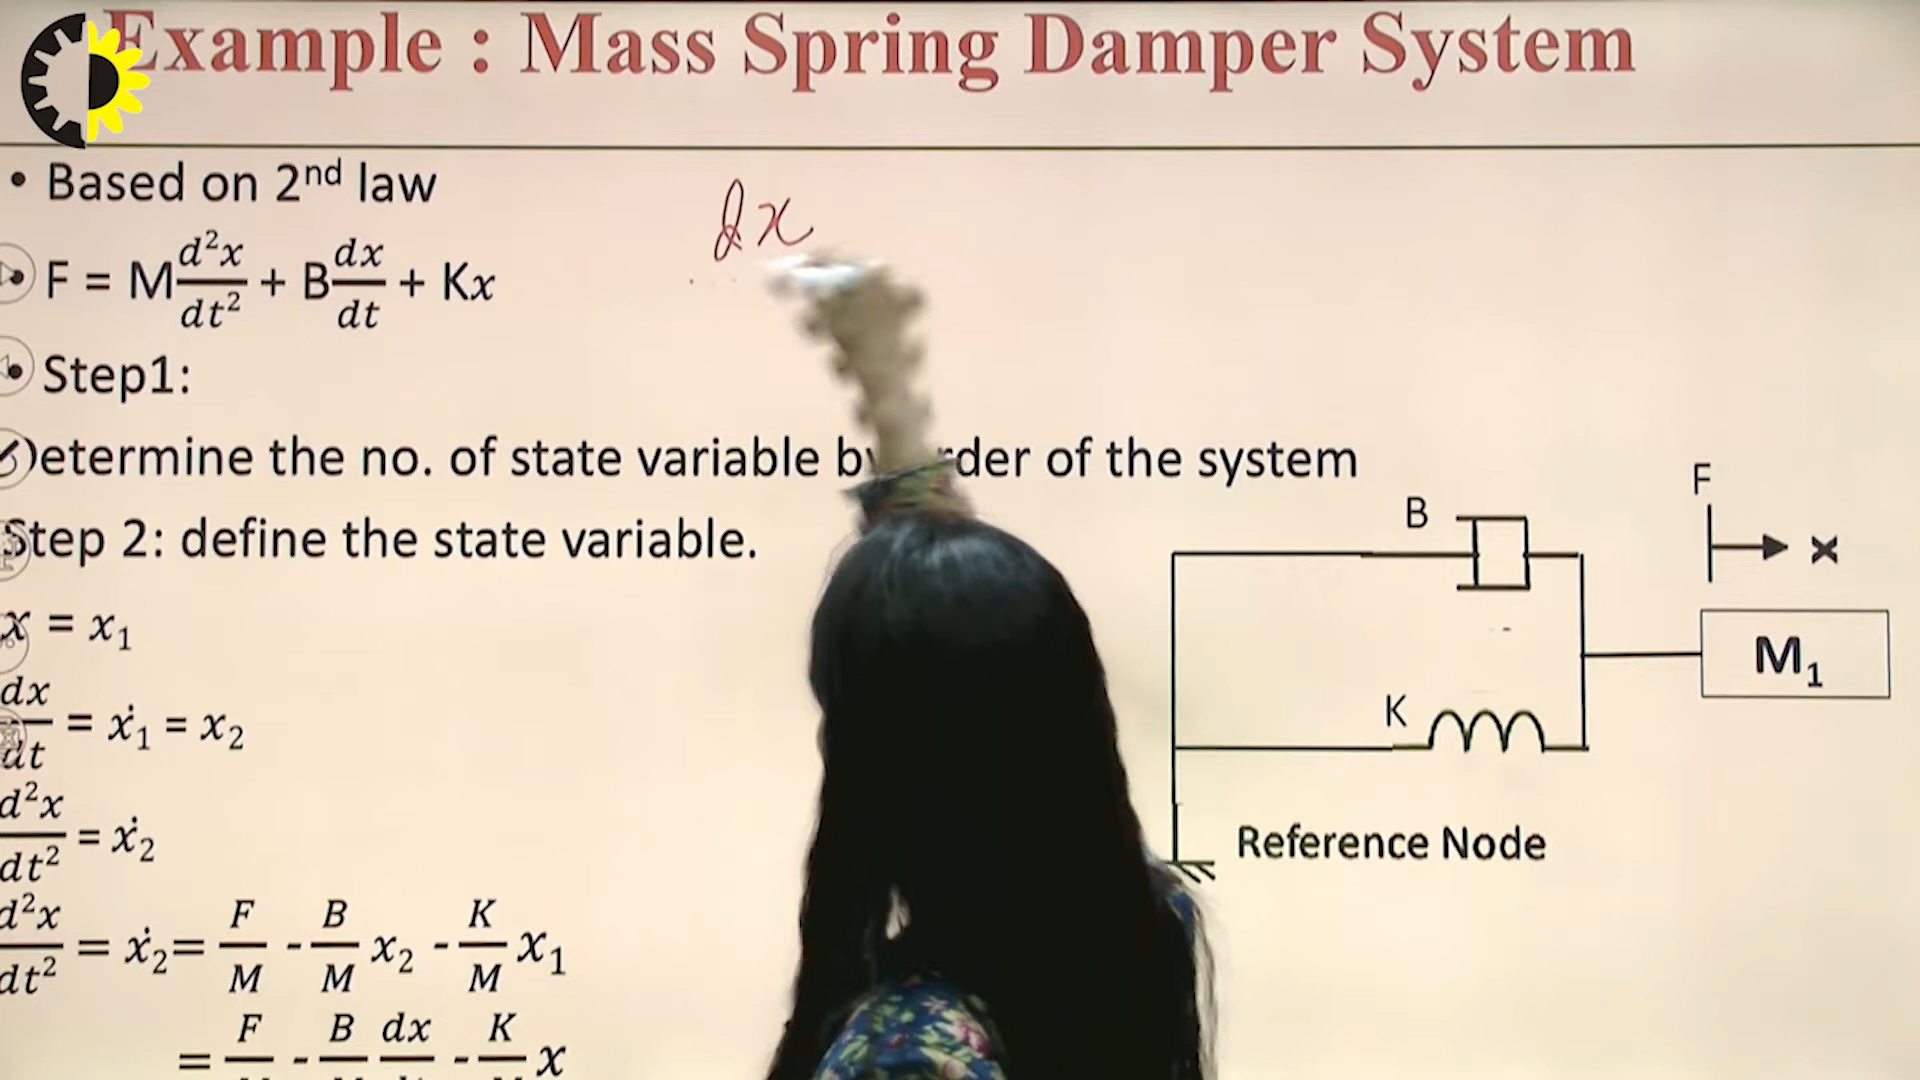 Example : Mass Spring Damper System
• Based on 2nd law
dx
• F = M d²x/dt² + B dx/dt + Kx
• Step1:
Determine the no. of state variable by order of the system
Step 2: define the state variable.
x = x₁
dx/dt = ẋ₁ = x₂
d²x/dt² = ẋ₂
d²x/dt² = ẋ₂= F/M - B/M x₂ - K/M x₁
= F/M - B/M dx/dt - K/M x
F
B
x
M₁
K
Reference Node